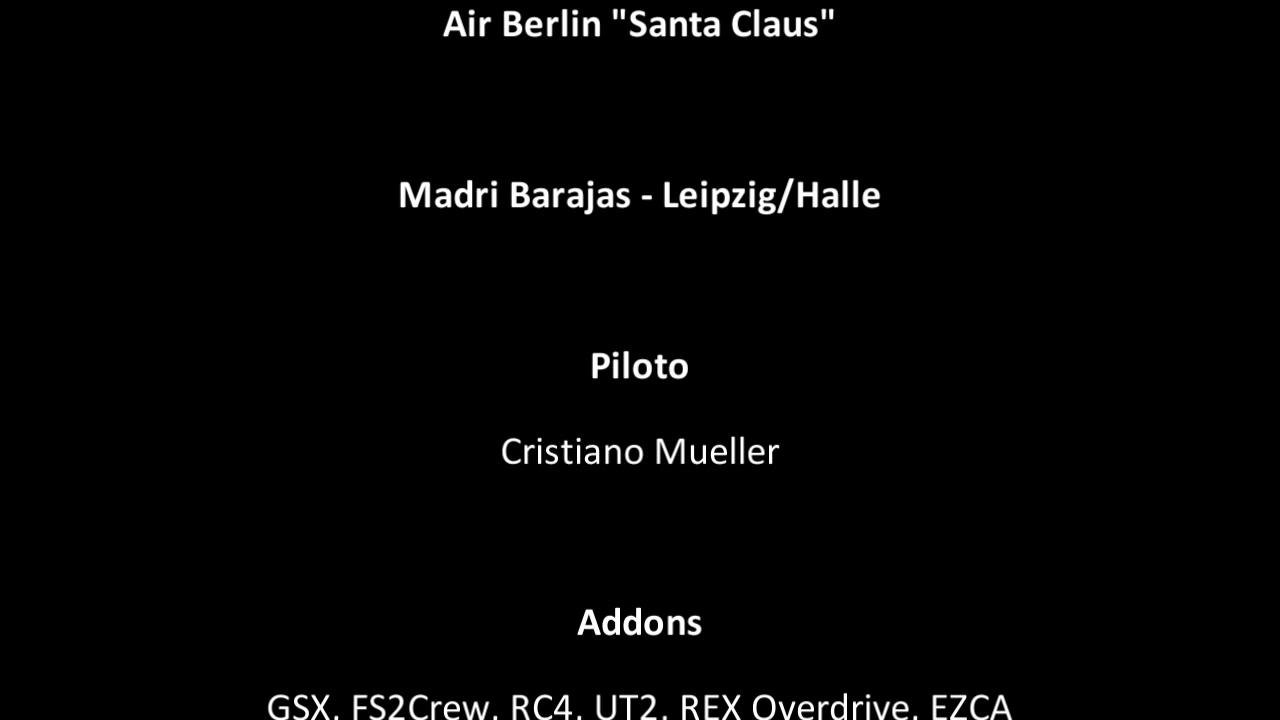 Air Berlin "Santa Claus"
Madri Barajas - Leipzig/Halle
Piloto
Cristiano Mueller
Addons
GSX, FS2Crew, RC4, UT2, REX Overdrive, EZCA